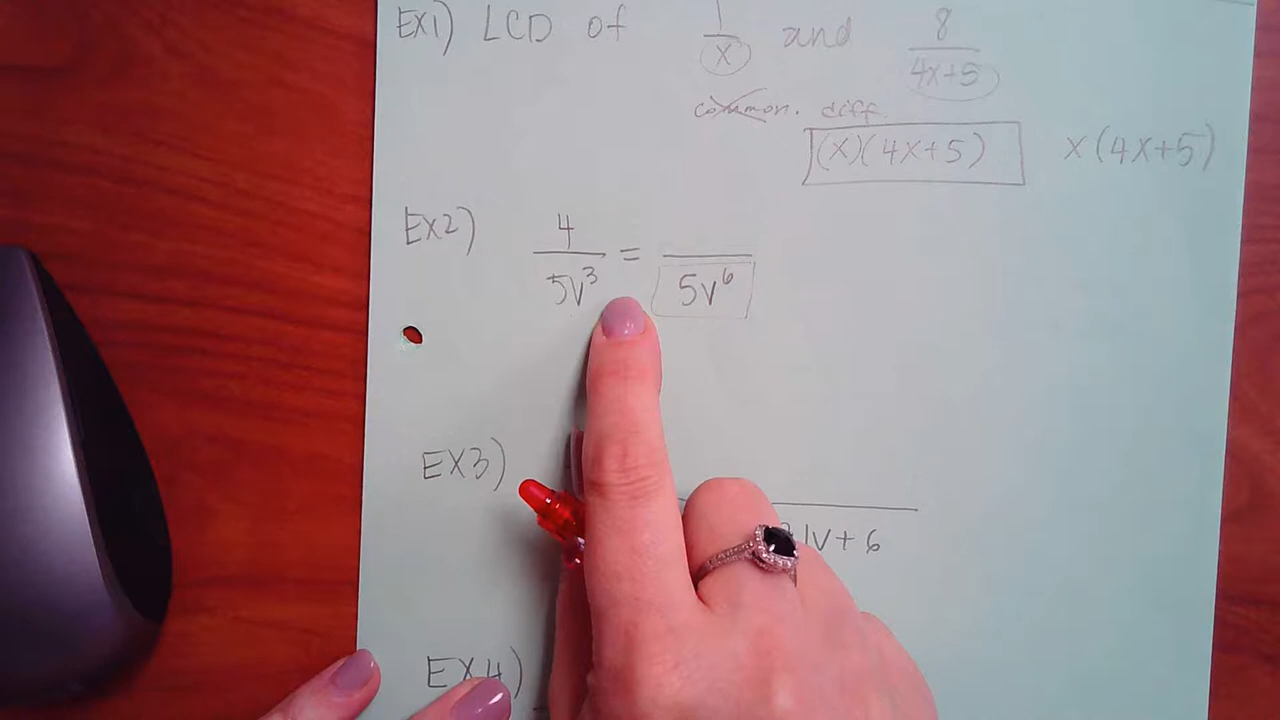 EX1) LCD of 1/x and 8/4x+5
common. diff.
(x)(4x+5) x(4x+5)
EX2) 4/5v³ = /5v⁶
EX3)
21v+6
EX4)